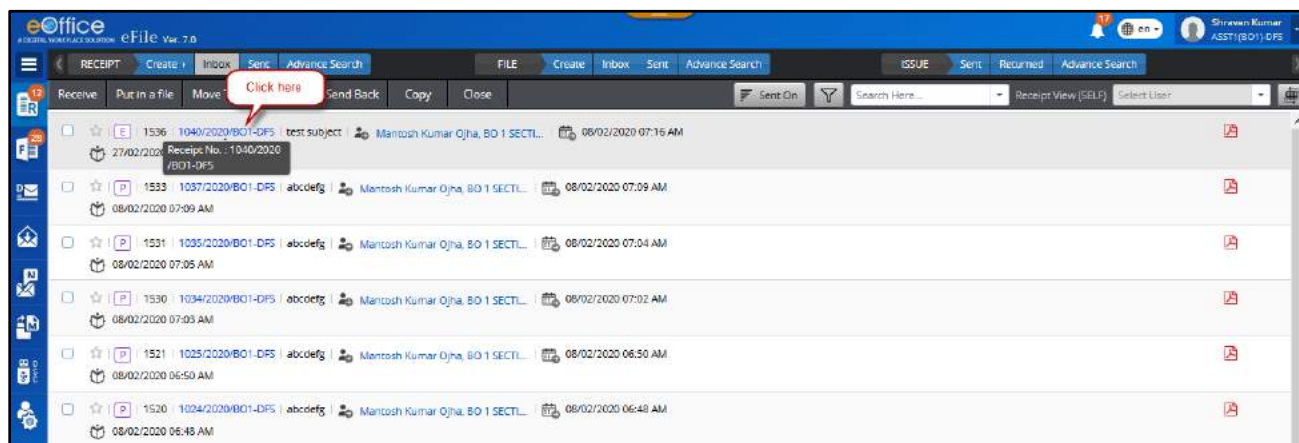 eOffice
A DIGITAL WORKPLACE SOLUTION eFile Ver. 7.0
17 en Shravan Kumar
ASST1(BO1)-DFS
RECEIPT Create Inbox Sent Advance Search FILE Create Inbox Sent Advance Search ISSUE Sent Returned Advance Search
Receive Put in a file Move Click here Send Back Copy Close Sent On Search Here... Receipt View (SELF) Select User
E 1536 1040/2020/BO1-DFS test subject Mantosh Kumar Ojha, BO 1 SECTI... 08/02/2020 07:16 AM
27/02/202
Receipt No. : 1040/2020
/BO1-DFS
P 1533 1037/2020/BO1-DFS abcdefg Mantosh Kumar Ojha, BO 1 SECTI... 08/02/2020 07:09 AM
08/02/2020 07:09 AM
P 1531 1035/2020/BO1-DFS abcdefg Mantosh Kumar Ojha, BO 1 SECTI... 08/02/2020 07:04 AM
08/02/2020 07:05 AM
P 1530 1034/2020/BO1-DFS abcdefg Mantosh Kumar Ojha, BO 1 SECTI... 08/02/2020 07:02 AM
08/02/2020 07:03 AM
P 1521 1025/2020/BO1-DFS abcdefg Mantosh Kumar Ojha, BO 1 SECTI... 08/02/2020 06:50 AM
08/02/2020 06:50 AM
P 1520 1024/2020/BO1-DFS abcdefg Mantosh Kumar Ojha, BO 1 SECTI... 08/02/2020 06:48 AM
08/02/2020 06:48 AM